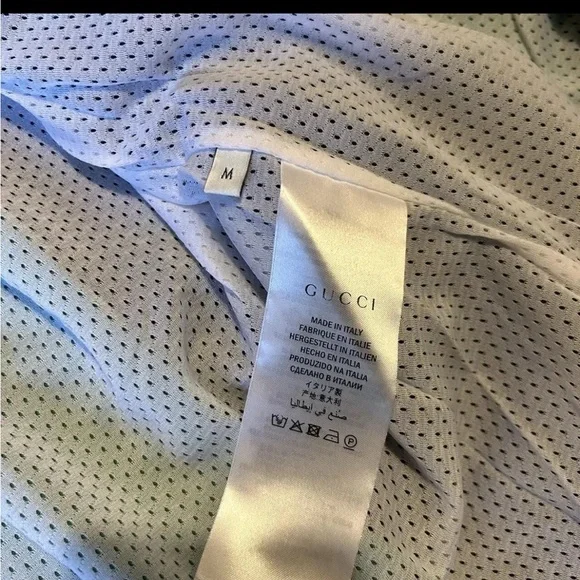 M
GUCCI
MADE IN ITALY
FABRIQUE EN ITALIE
HERGESTELLT IN ITALIEN
HECHO EN ITALIA
PRODUZIDO NA ITALIA
СДЕЛАНО В ИТАЛИИ
イタリア製
产地:意大利
صنع في إيطاليا
P